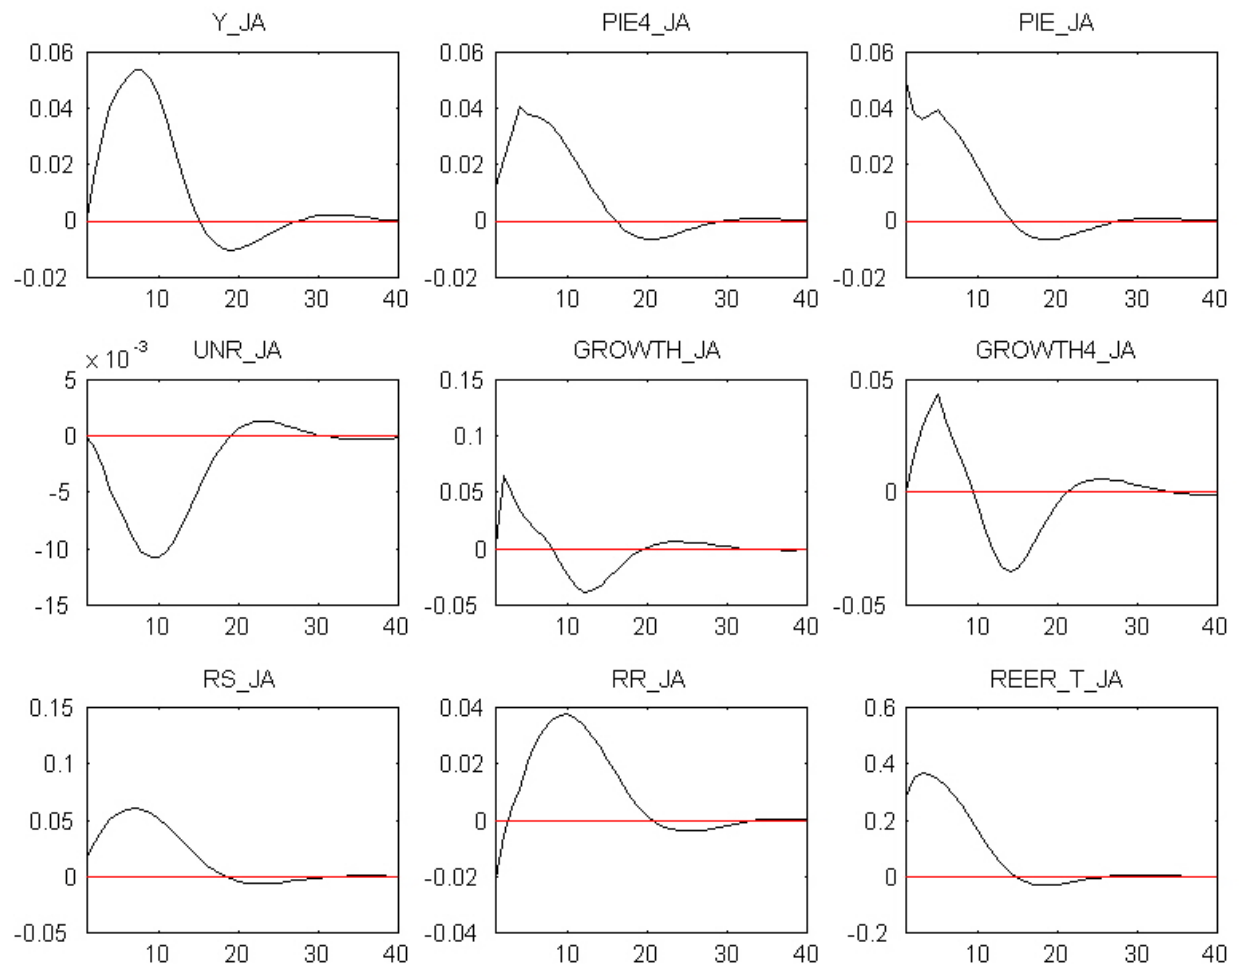 Y_JA PIE4_JA PIE_JA
0.06 0.06 0.06
0.04 0.04 0.04
0.02 0.02 0.02
0 0 0
-0.02 -0.02 -0.02
10 20 30 40 10 20 30 40 10 20 30 40
× 10⁻³ UNR_JA GROWTH_JA GROWTH4_JA
5 0.15 0.05
0 0.1
-5 0.05 0
-10 0
-15 -0.05 -0.05
10 20 30 40 10 20 30 40 10 20 30 40
RS_JA RR_JA REER_T_JA
0.15 0.04 0.6
0.1 0.02 0.4
0.05 0 0.2
0 -0.02 0
-0.05 -0.04 -0.2
10 20 30 40 10 20 30 40 10 20 30 40